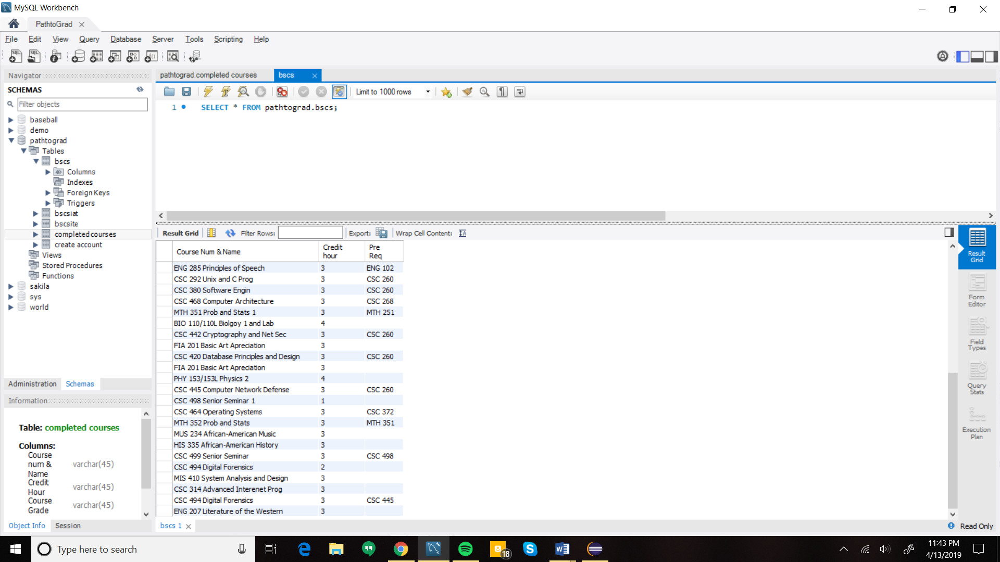 MySQL Workbench
PathtoGrad
File Edit View Query Database Server Tools Scripting Help
Navigator
SCHEMAS
Filter objects
baseball
demo
pathtograd
Tables
bscs
Columns
Indexes
Foreign Keys
Triggers
bscsiat
bscsite
completed courses
create account
Views
Stored Procedures
Functions
sakila
sys
world
Administration Schemas
Information
Table: completed courses
Columns:
Course
num & varchar(45)
Name
Credit
Hour varchar(45)
Course
Grade varchar(45)
Object Info Session
pathtograd.completed courses bscs
Limit to 1000 rows
1 SELECT * FROM pathtograd.bscs;
Result Grid Filter Rows: Export: Wrap Cell Content:
Course Num & Name Credit hour Pre Req
ENG 285 Principles of Speech 3 ENG 102
CSC 292 Unix and C Prog 3 CSC 260
CSC 380 Software Engin 3 CSC 260
CSC 468 Computer Architecture 3 CSC 268
MTH 351 Prob and Stats 1 3 MTH 251
BIO 110/110L Biolgoy 1 and Lab 4
CSC 442 Cryptography and Net Sec 3 CSC 260
FIA 201 Basic Art Apreciation 3
CSC 420 Database Principles and Design 3 CSC 260
FIA 201 Basic Art Apreciation 3
PHY 153/153L Physics 2 4
CSC 445 Computer Network Defense 3 CSC 260
CSC 498 Senior Seminar 1 1
CSC 464 Operating Systems 3 CSC 372
MTH 352 Prob and Stats 3 MTH 351
MUS 234 African-American Music 3
HIS 335 African-American History 3
CSC 499 Senior Seminar 3 CSC 498
CSC 494 Digital Forensics 2
MIS 410 System Analysis and Design 3
CSC 314 Advanced Interenet Prog 3
CSC 494 Digital Forensics 3 CSC 445
ENG 207 Literature of the Western 3
bscs 1
Result
Grid
Form
Editor
Field
Types
Query
Stats
Execution
Plan
Read Only
Type here to search
18
11:43 PM
4/13/2019